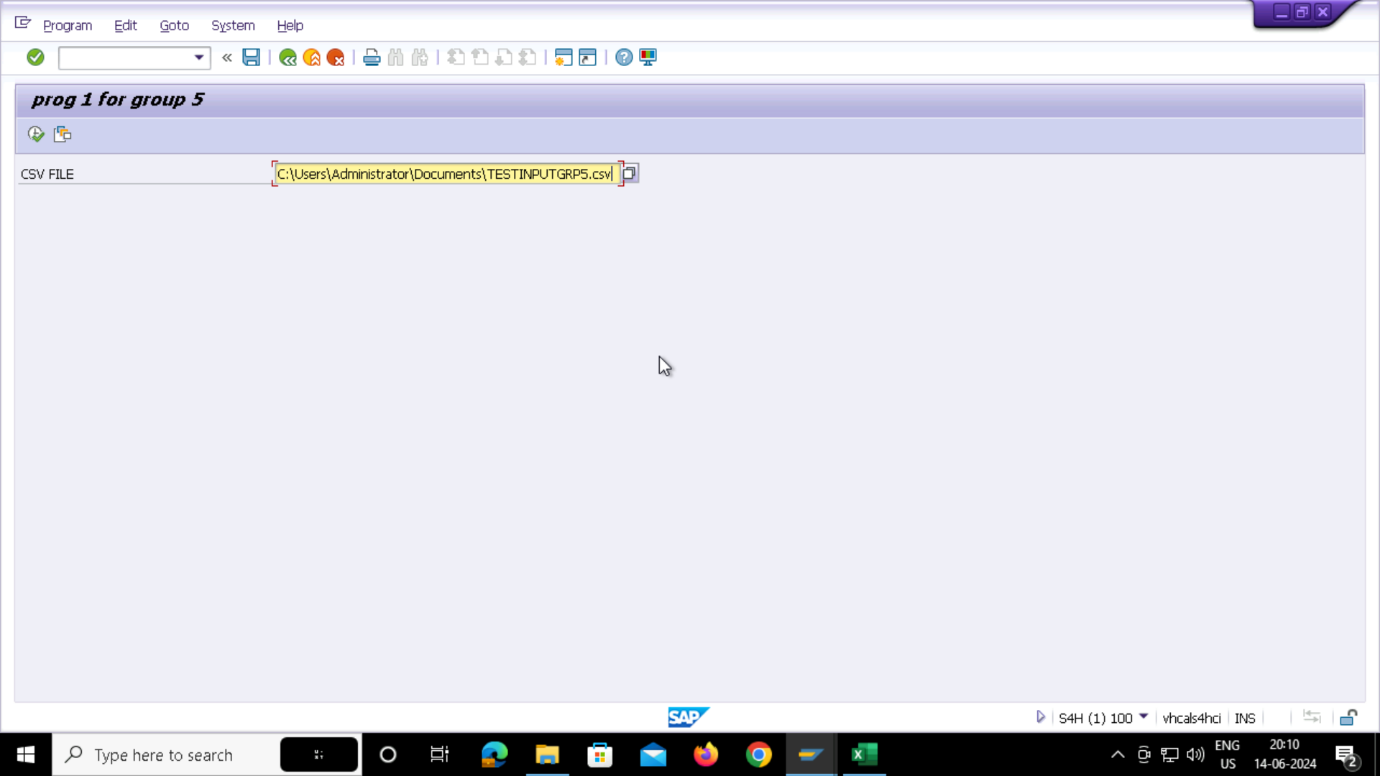 Program Edit Goto System Help
prog 1 for group 5
CSV FILE C:\Users\Administrator\Documents\TESTINPUTGRP5.csv
SAP
S4H (1) 100 vhcals4hci INS
Type here to search
ENG
US
20:10
14-06-2024
2